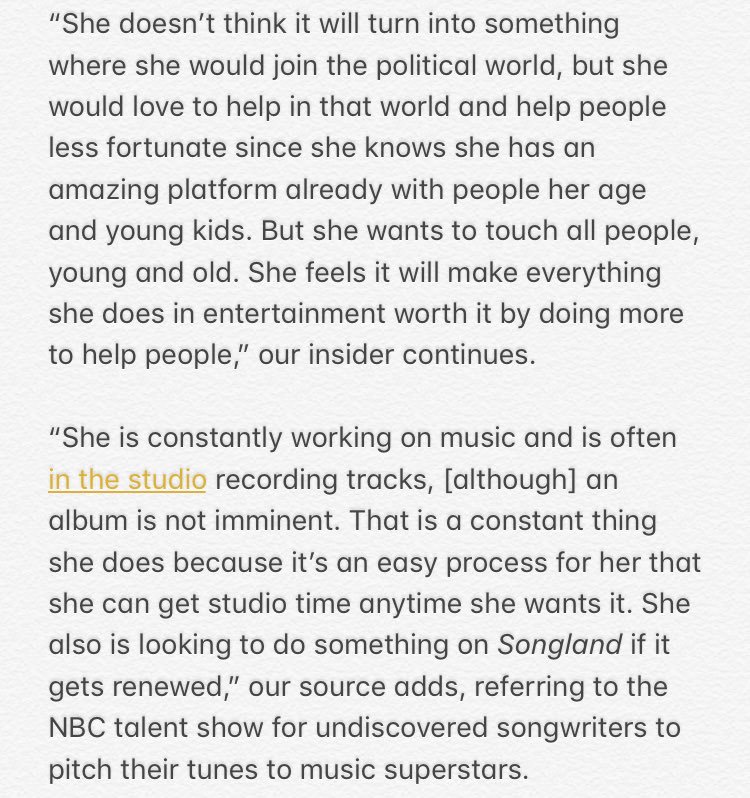 “She doesn’t think it will turn into something
where she would join the political world, but she
would love to help in that world and help people
less fortunate since she knows she has an
amazing platform already with people her age
and young kids. But she wants to touch all people,
young and old. She feels it will make everything
she does in entertainment worth it by doing more
to help people,” our insider continues.
“She is constantly working on music and is often
in the studio recording tracks, [although] an
album is not imminent. That is a constant thing
she does because it’s an easy process for her that
she can get studio time anytime she wants it. She
also is looking to do something on Songland if it
gets renewed,” our source adds, referring to the
NBC talent show for undiscovered songwriters to
pitch their tunes to music superstars.